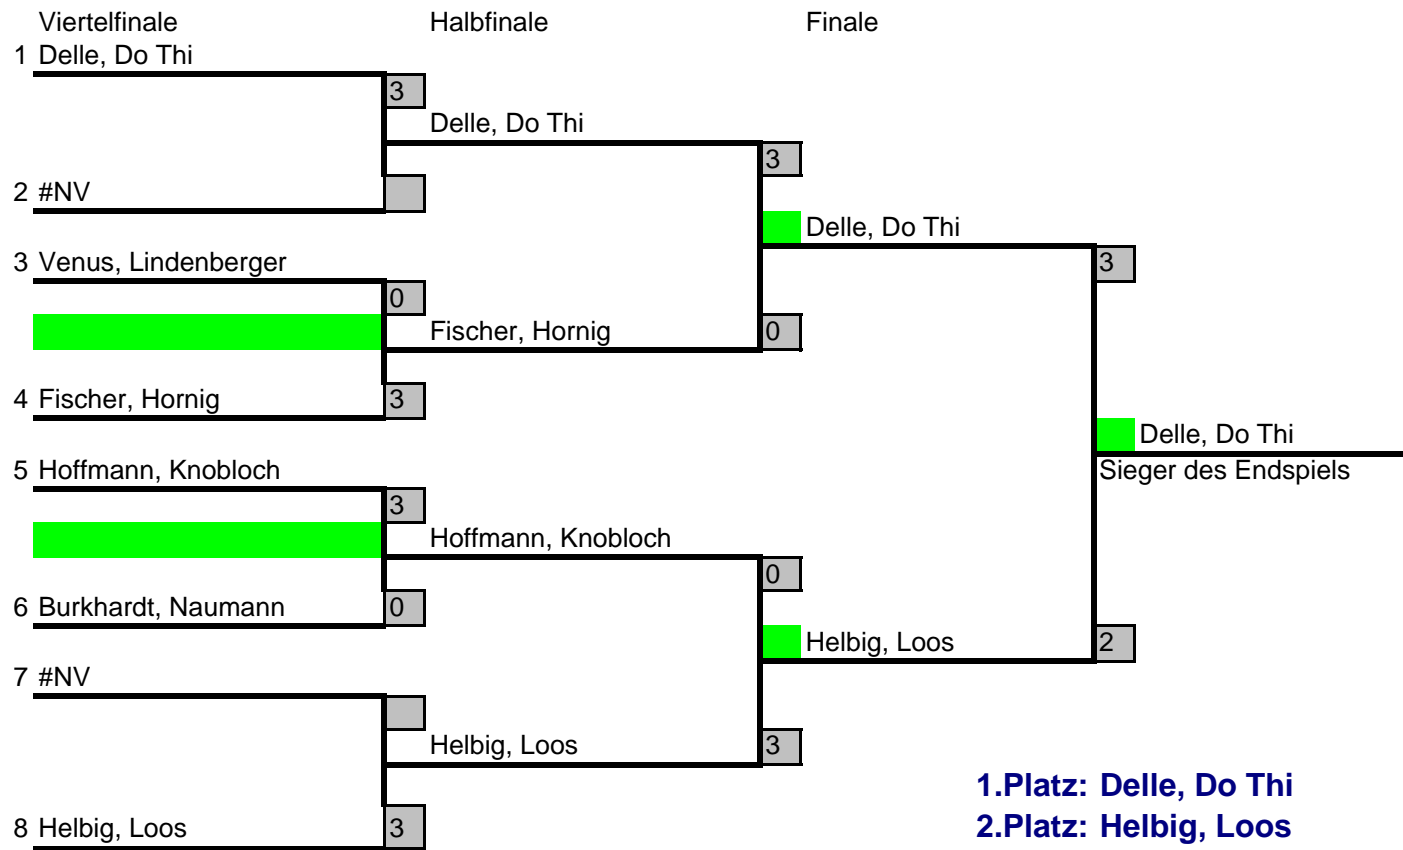 Viertelfinale Halbfinale Finale
1 Delle, Do Thi
3
Delle, Do Thi
3
2 #NV
Delle, Do Thi
3 Venus, Lindenberger
3
0
Fischer, Hornig
0
4 Fischer, Hornig
3
Delle, Do Thi
5 Hoffmann, Knobloch
Sieger des Endspiels
3
Hoffmann, Knobloch
0
6 Burkhardt, Naumann
0
Helbig, Loos
2
7 #NV
Helbig, Loos
3
1.Platz: Delle, Do Thi
8 Helbig, Loos
3
2.Platz: Helbig, Loos